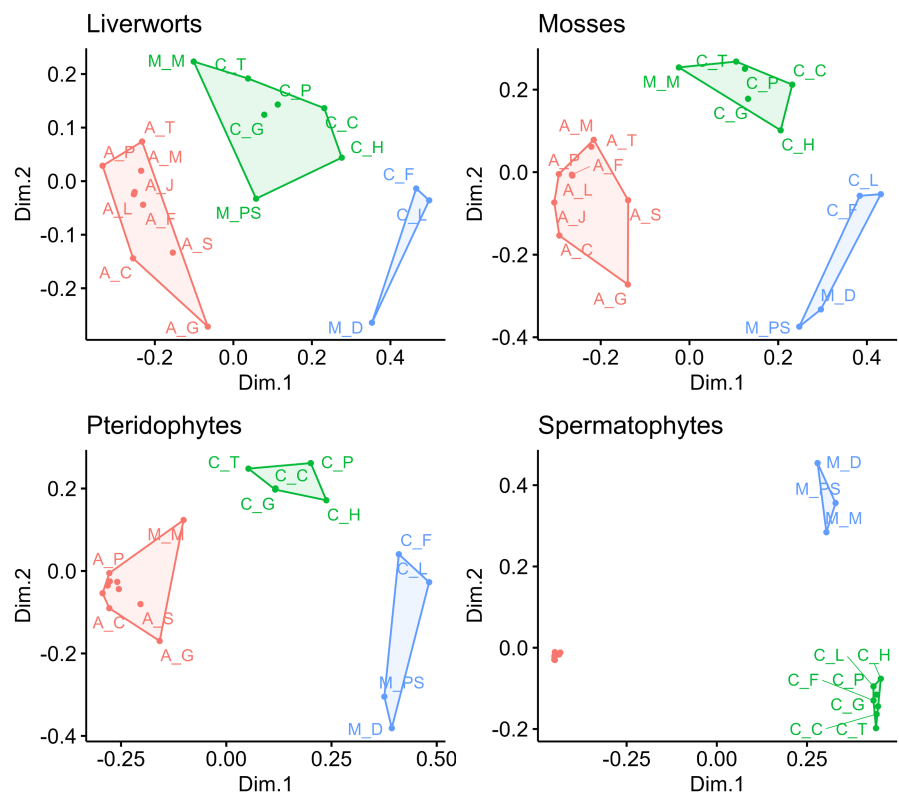 Liverworts
Dim.2
0.2
0.1
0.0
-0.1
-0.2
M_M
C_T
C_P
C_G
C_C
C_H
M_PS
A_T
A_P
A_M
A_J
A_L
A_F
A_S
A_C
A_G
C_F
C_L
M_D
-0.2
0.0
0.2
0.4
Dim.1
Mosses
Dim.2
0.2
0.0
-0.2
-0.4
C_T
M_M
C_P
C_C
C_G
C_H
A_M
A_T
A_P
A_F
A_L
A_J
A_S
A_C
A_G
C_L
C_F
M_D
M_PS
-0.2
0.0
0.2
0.4
Dim.1
Pteridophytes
Dim.2
0.2
0.0
-0.2
-0.4
C_T
C_P
C_C
C_G
C_H
M_M
A_P
A_C
A_S
A_G
C_F
C_L
M_PS
M_D
-0.25
0.00
0.25
0.50
Dim.1
Spermatophytes
Dim.2
0.4
0.2
0.0
-0.2
M_D
M_PS
M_M
C_L
C_H
C_F
C_P
C_G
C_C
C_T
-0.25
0.00
0.25
Dim.1